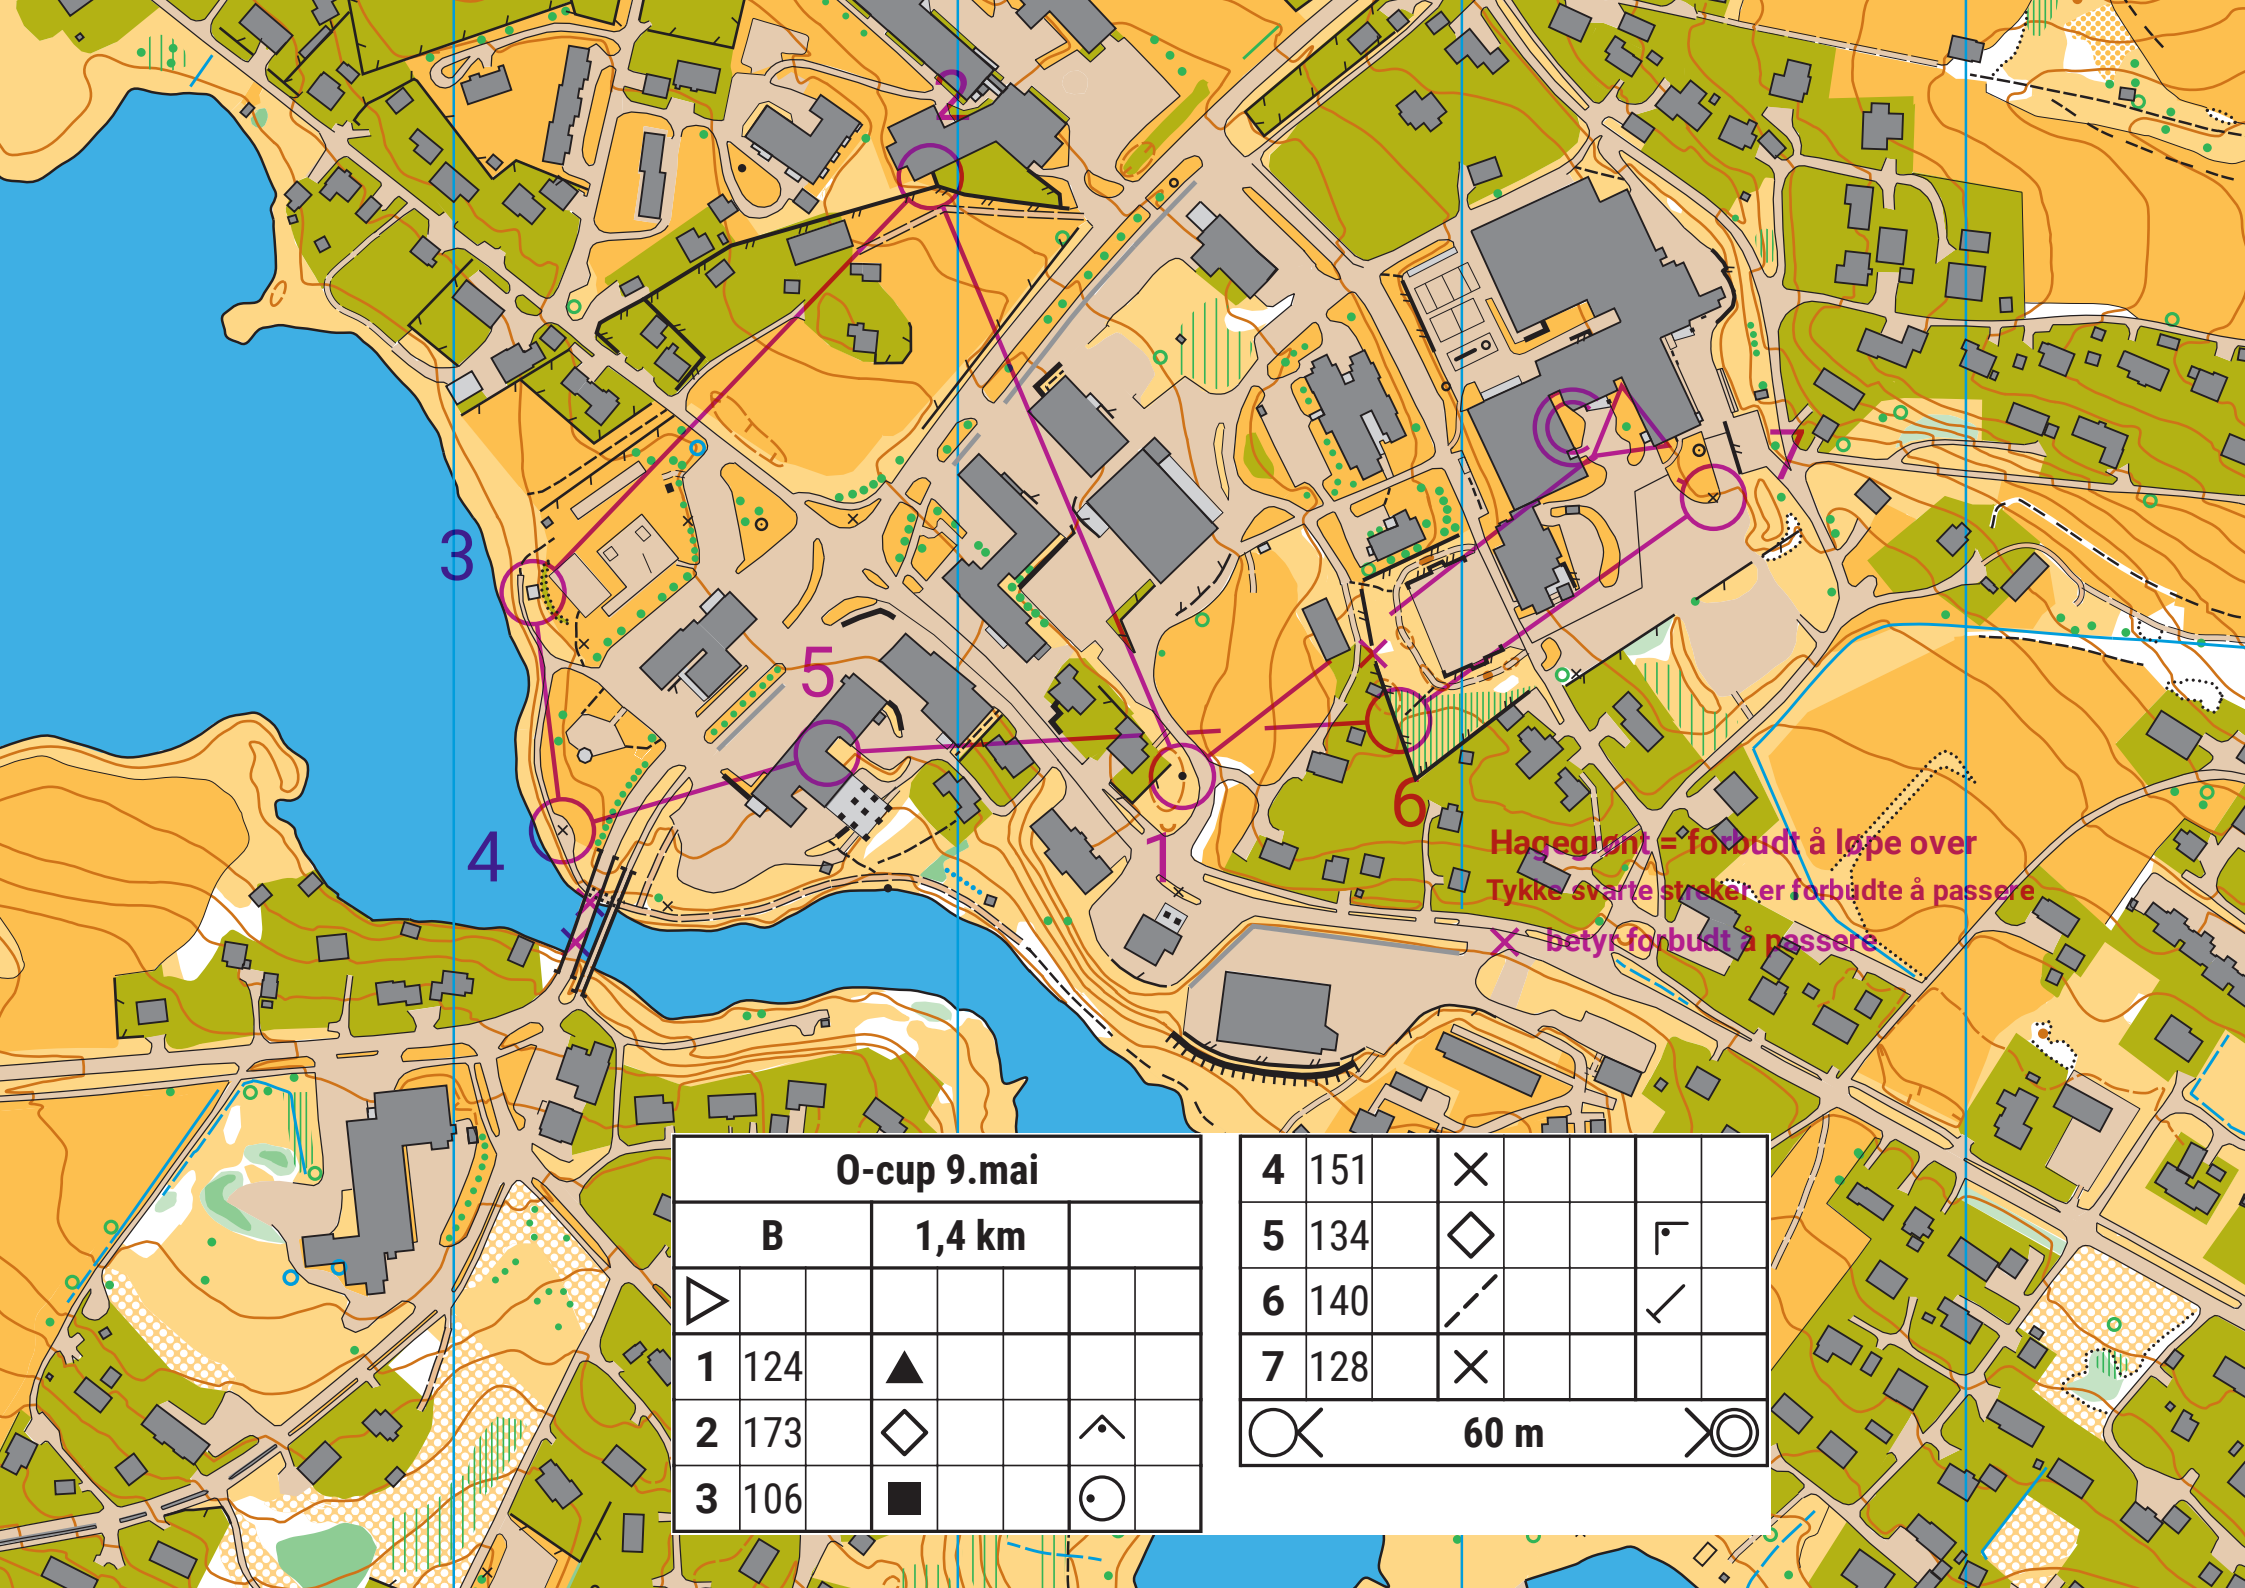 2
7
3
5
6
4
1
Hagegrønt = forbudt å løpe over
Tykke svarte streker er forbudte å passere
betyr forbudt å passere
O-cup 9.mai
B 1,4 km
1 124
2 173
3 106
4 151
5 134
6 140
7 128
60 m